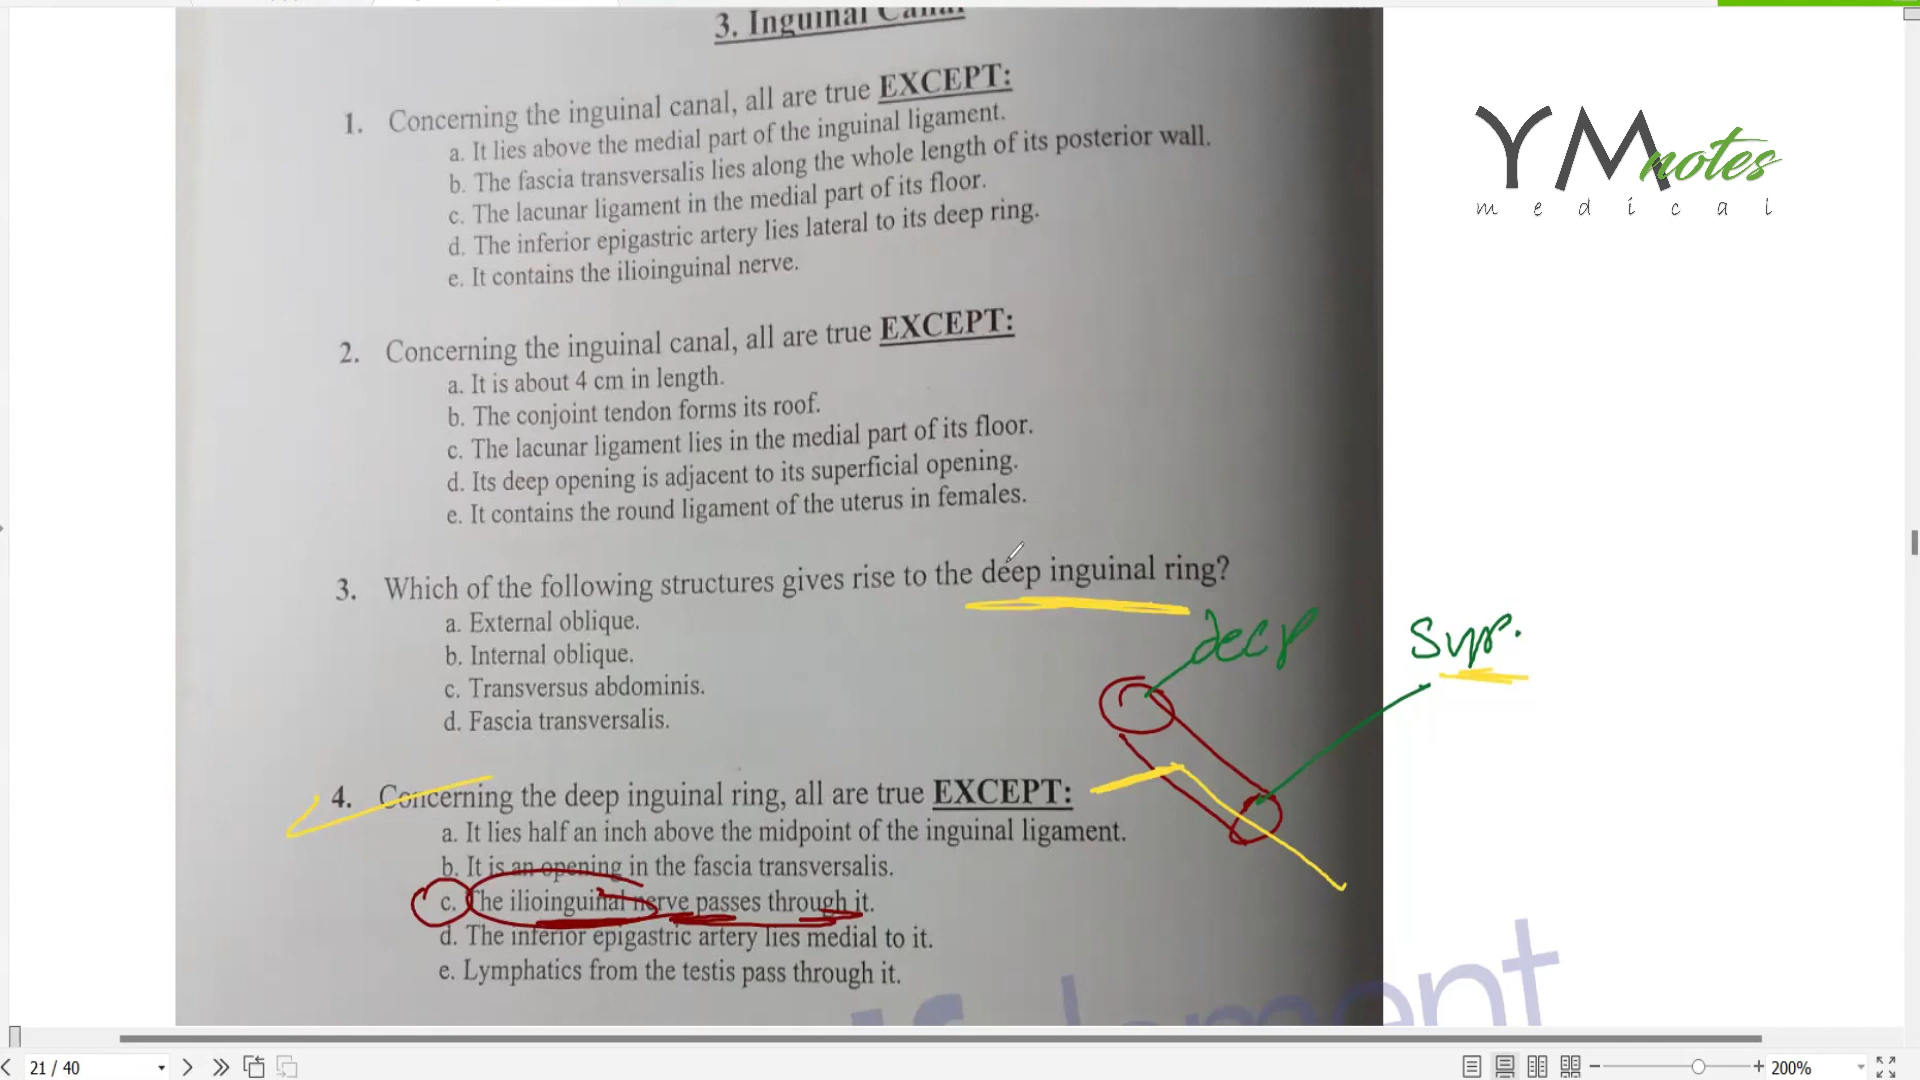 3. Inguinal Canal
1. Concerning the inguinal canal, all are true EXCEPT:
a. It lies above the medial part of the inguinal ligament.
b. The fascia transversalis lies along the whole length of its posterior wall.
c. The lacunar ligament in the medial part of its floor.
d. The inferior epigastric artery lies lateral to its deep ring.
e. It contains the ilioinguinal nerve.
YM notes
medical
2. Concerning the inguinal canal, all are true EXCEPT:
a. It is about 4 cm in length.
b. The conjoint tendon forms its roof.
c. The lacunar ligament lies in the medial part of its floor.
d. Its deep opening is adjacent to its superficial opening.
e. It contains the round ligament of the uterus in females.
3. Which of the following structures gives rise to the deep inguinal ring?
a. External oblique.
b. Internal oblique.
c. Transversus abdominis.
d. Fascia transversalis.
deep
Sup.
4. Concerning the deep inguinal ring, all are true EXCEPT:
a. It lies half an inch above the midpoint of the inguinal ligament.
b. It is an opening in the fascia transversalis.
c. The ilioinguinal nerve passes through it.
d. The inferior epigastric artery lies medial to it.
e. Lymphatics from the testis pass through it.
21 / 40
200%